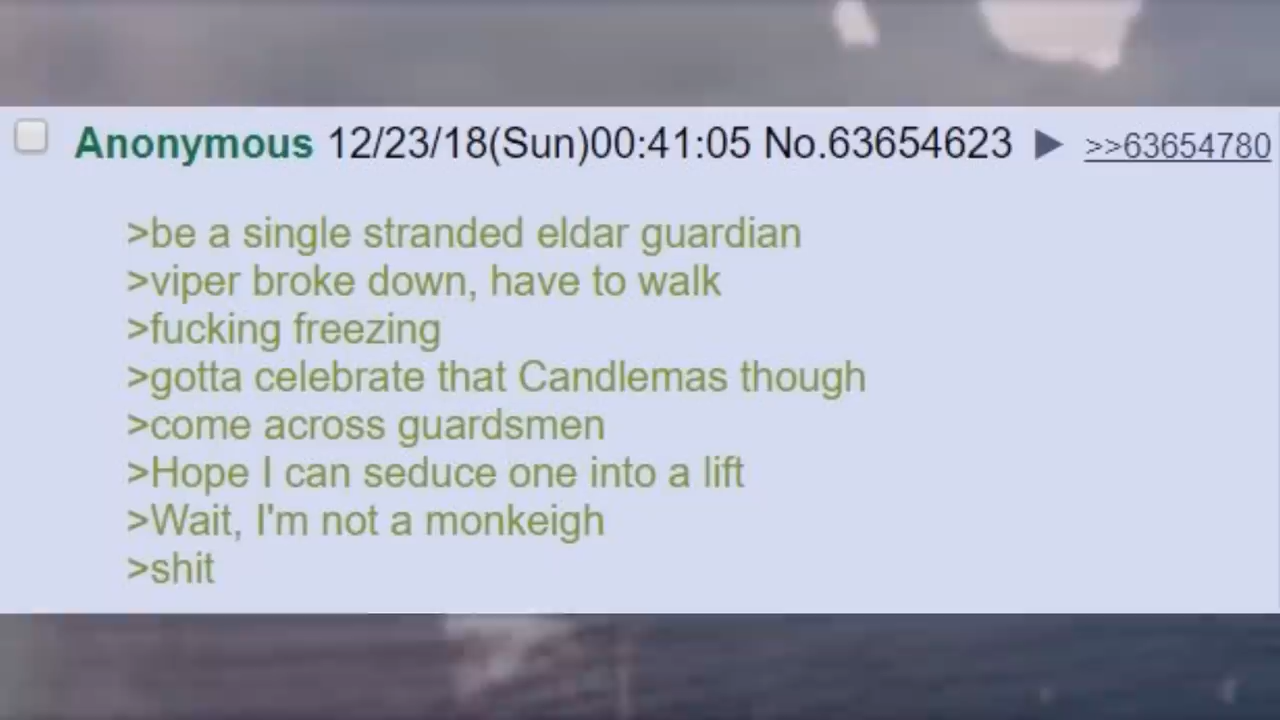 Anonymous 12/23/18(Sun)00:41:05 No.63654623 ▶ >>63654780
>be a single stranded eldar guardian
>viper broke down, have to walk
>fucking freezing
>gotta celebrate that Candlemas though
>come across guardsmen
>Hope I can seduce one into a lift
>Wait, I'm not a monkeigh
>shit